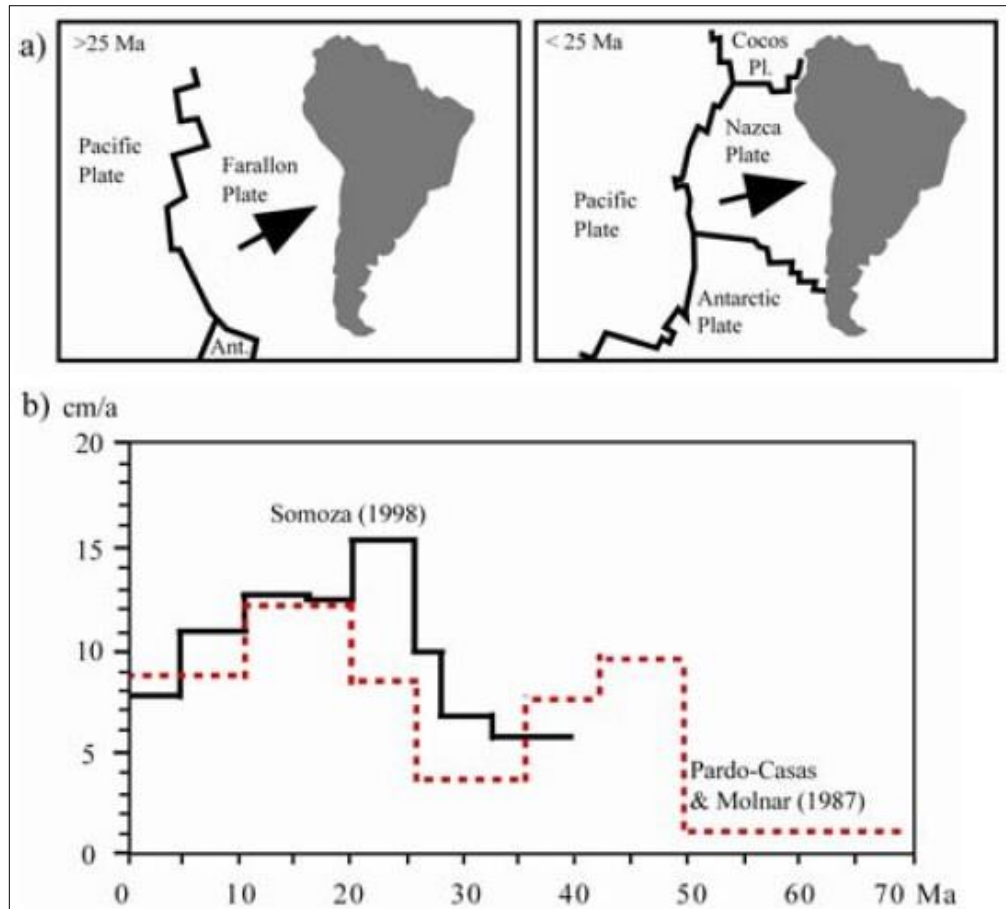 a)
>25 Ma
Pacific
Plate
Farallon
Plate
Ant.
< 25 Ma
Cocos
Pl.
Nazca
Plate
Pacific
Plate
Antarctic
Plate
b) cm/a
20
15
10
5
0
Somoza (1998)
Pardo-Casas
& Molnar (1987)
0 10 20 30 40 50 60 70 Ma